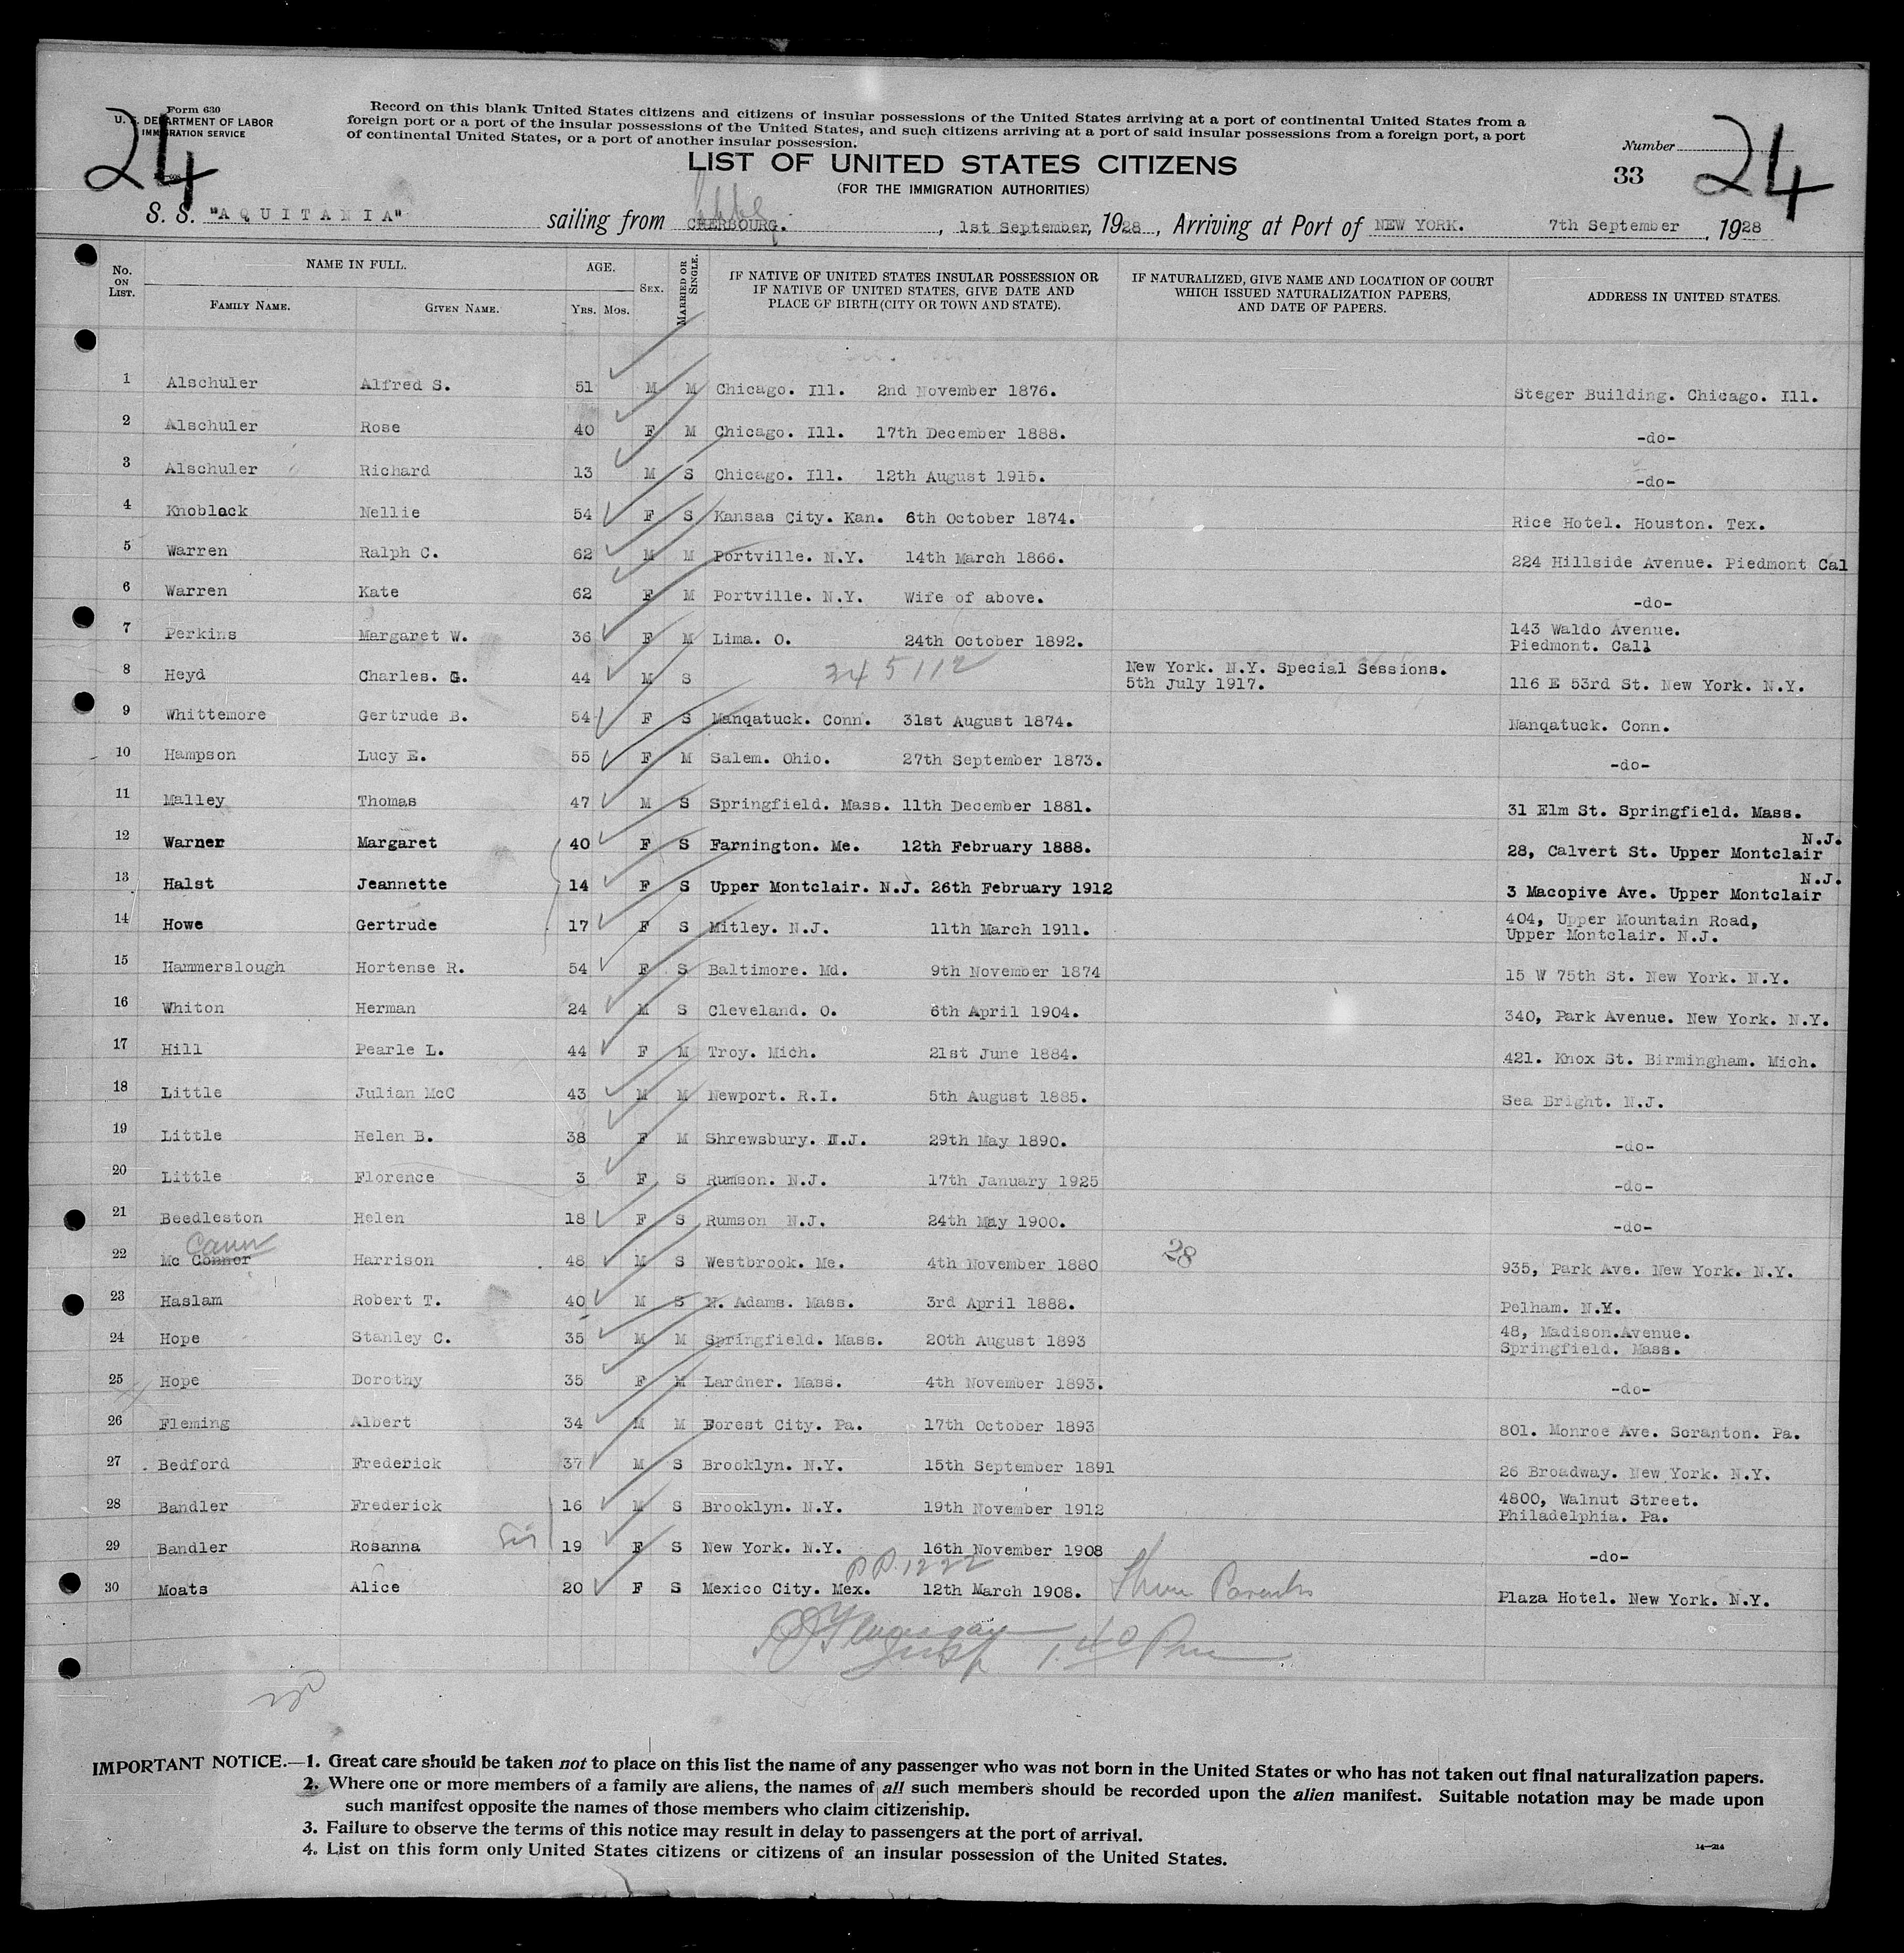 Form 630
U. S. DEPARTMENT OF LABOR
IMMIGRATION SERVICE
24
Record on this blank United States citizens and citizens of insular possessions of the United States arriving at a port of continental United States from a
foreign port or a port of the insular possessions of the United States, and such citizens arriving at a port of said insular possessions from a foreign port, a port
of continental United States, or a port of another insular possession.
LIST OF UNITED STATES CITIZENS
(FOR THE IMMIGRATION AUTHORITIES)
Number
33
24
S. S. "AQUITANIA" sailing from CHERBOURG. , 1st September, 1928 , Arriving at Port of NEW YORK. 7th September , 1928
No. ON LIST. NAME IN FULL. AGE. SEX. MARRIED OR SINGLE. IF NATIVE OF UNITED STATES INSULAR POSSESSION OR IF NATIVE OF UNITED STATES, GIVE DATE AND PLACE OF BIRTH (CITY OR TOWN AND STATE). IF NATURALIZED, GIVE NAME AND LOCATION OF COURT WHICH ISSUED NATURALIZATION PAPERS, AND DATE OF PAPERS. ADDRESS IN UNITED STATES.
FAMILY NAME. GIVEN NAME. YRS. MOS.
1 Alschuler Alfred S. 51 M M Chicago. Ill. 2nd November 1876. Steger Building. Chicago. Ill.
2 Alschuler Rose 40 F M Chicago. Ill. 17th December 1888. -do-
3 Alschuler Richard 13 M S Chicago. Ill. 12th August 1915. -do-
4 Knoblack Nellie 54 F S Kansas City. Kan. 6th October 1874. Rice Hotel. Houston. Tex.
5 Warren Ralph C. 62 M M Portville. N.Y. 14th March 1866. 224 Hillside Avenue. Piedmont Cal
6 Warren Kate 62 F M Portville. N.Y. Wife of above. -do-
7 Perkins Margaret W. 36 F M Lima. O. 24th October 1892. 143 Waldo Avenue.
Piedmont. Call
8 Heyd Charles. G. 44 M S 345112 New York. N.Y. Special Sessions.
5th July 1917. 116 E 53rd St. New York. N.Y.
9 Whittemore Gertrude B. 54 F S Manqatuck. Conn. 31st August 1874. Nanqatuck. Conn.
10 Hampson Lucy E. 55 F M Salem. Ohio. 27th September 1873. -do-
11 Malley Thomas 47 M S Springfield. Mass. 11th December 1881. 31 Elm St. Springfield. Mass.
12 Warner Margaret 40 F S Farnington. Me. 12th February 1888. 28, Calvert St. Upper Montclair N.J.
13 Halst Jeannette 14 F S Upper Montclair. N.J. 26th February 1912 3 Macopive Ave. Upper Montclair N.J.
14 Howe Gertrude 17 F S Mitley. N.J. 11th March 1911. 404, Upper Mountain Road,
Upper Montclair. N.J.
15 Hammerslough Hortense R. 54 F S Baltimore. Md. 9th November 1874 15 W 75th St. New York. N.Y.
16 Whiton Herman 24 M S Cleveland. O. 6th April 1904. 340, Park Avenue. New York. N.Y.
17 Hill Pearle L. 44 F M Troy. Mich. 21st June 1884. 421. Knox St. Birmingham. Mich.
18 Little Julian McC 43 M M Newport. R.I. 5th August 1885. Sea Bright. N.J.
19 Little Helen B. 38 F M Shrewsbury. N.J. 29th May 1890. -do-
20 Little Florence 3 F S Rumson. N.J. 17th January 1925 -do-
21 Beedleston Helen 18 F S Rumson N.J. 24th May 1900. -do-
22 Mc Connor Harrison 48 M S Westbrook. Me. 4th November 1880 28 935, Park Ave. New York. N.Y.
23 Haslam Robert T. 40 M S N. Adams. Mass. 3rd April 1888. Pelham. N.Y.
24 Hope Stanley C. 35 M M Springfield. Mass. 20th August 1893 48, Madison.Avenue.
Springfield. Mass.
25 Hope Dorothy 35 F M Lardner. Mass. 4th November 1893. -do-
26 Fleming Albert 34 M M Forest City. Pa. 17th October 1893 801. Monroe Ave. Scranton. Pa.
27 Bedford Frederick 37 M S Brooklyn. N.Y. 15th September 1891 26 Broadway. New York. N.Y.
28 Bandler Frederick 16 M S Brooklyn. N.Y. 19th November 1912 4800, Walnut Street.
Philadelphia. Pa.
29 Bandler Rosanna Sis 19 F S New York. N.Y. 16th November 1908 -do-
PP.1222
30 Moats Alice 20 F S Mexico City. Mex. 12th March 1908. Thru Parents Plaza Hotel. New York. N.Y.
Insp 1.40 Pm
IMPORTANT NOTICE.—1. Great care should be taken not to place on this list the name of any passenger who was not born in the United States or who has not taken out final naturalization papers.
2. Where one or more members of a family are aliens, the names of all such members should be recorded upon the alien manifest. Suitable notation may be made upon
such manifest opposite the names of those members who claim citizenship.
3. Failure to observe the terms of this notice may result in delay to passengers at the port of arrival.
4. List on this form only United States citizens or citizens of an insular possession of the United States.
14—214